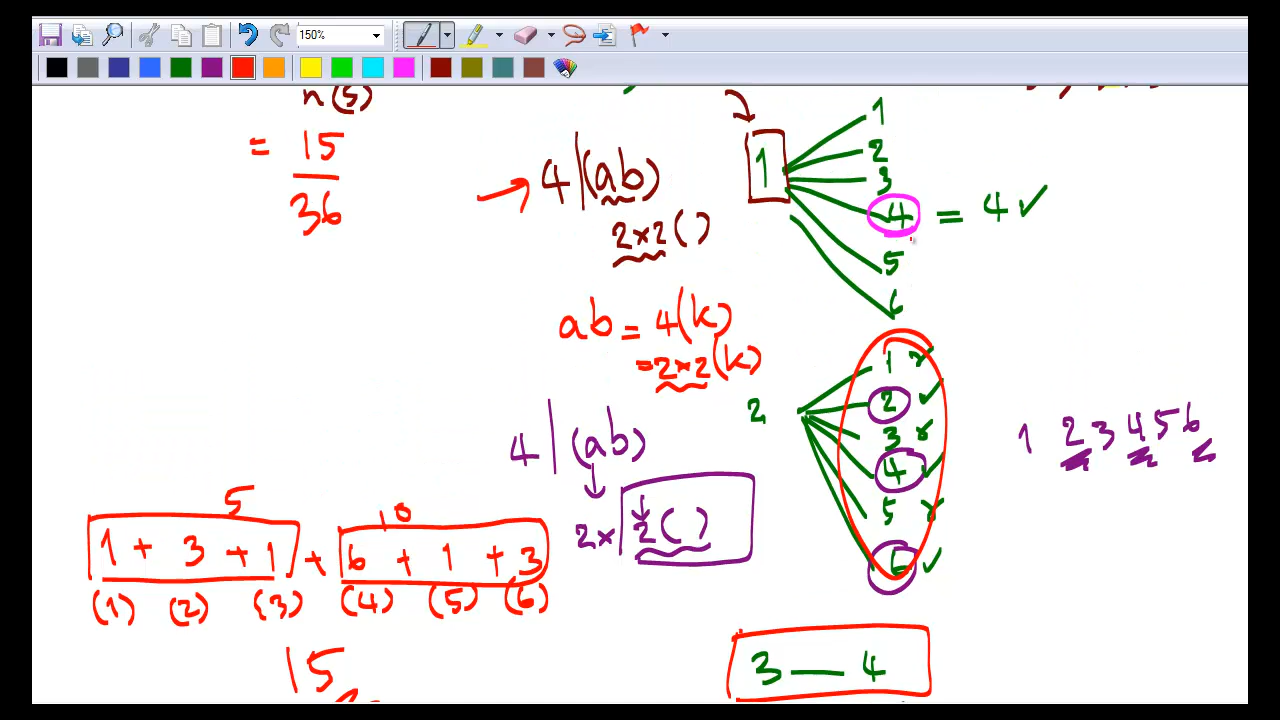 150%
n(s)
= 15
36
4|(ab)
2×2( )
1
1
2
3
4 = 4 ✓
5
6
ab = 4(k)
= 2×2(k)
4|(ab)
2×2( )
2
1 ×
2 ✓
3 ×
4 ✓
5 ×
6 ✓
1 2 3 4 5 6
5 10
1 + 3 + 1 + 6 + 1 + 3
(1) (2) (3) (4) (5) (6)
15
3 — 4